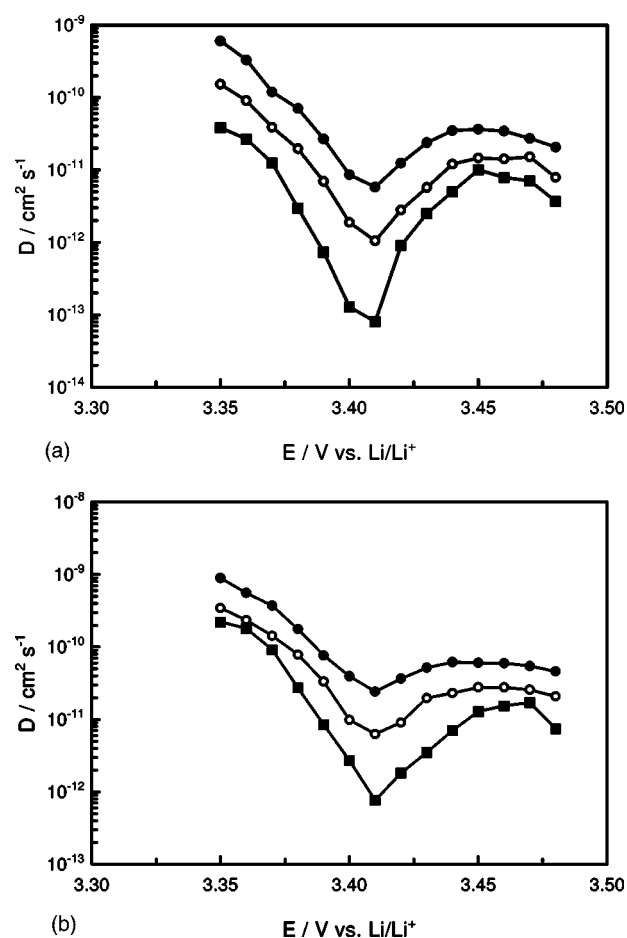 10⁻⁹
10⁻¹⁰
10⁻¹¹
10⁻¹²
10⁻¹³
10⁻¹⁴
D / cm² s⁻¹
3.30 3.35 3.40 3.45 3.50
(a) E / V vs. Li/Li⁺
10⁻⁸
10⁻⁹
10⁻¹⁰
10⁻¹¹
10⁻¹²
10⁻¹³
D / cm² s⁻¹
3.30 3.35 3.40 3.45 3.50
(b) E / V vs. Li/Li⁺